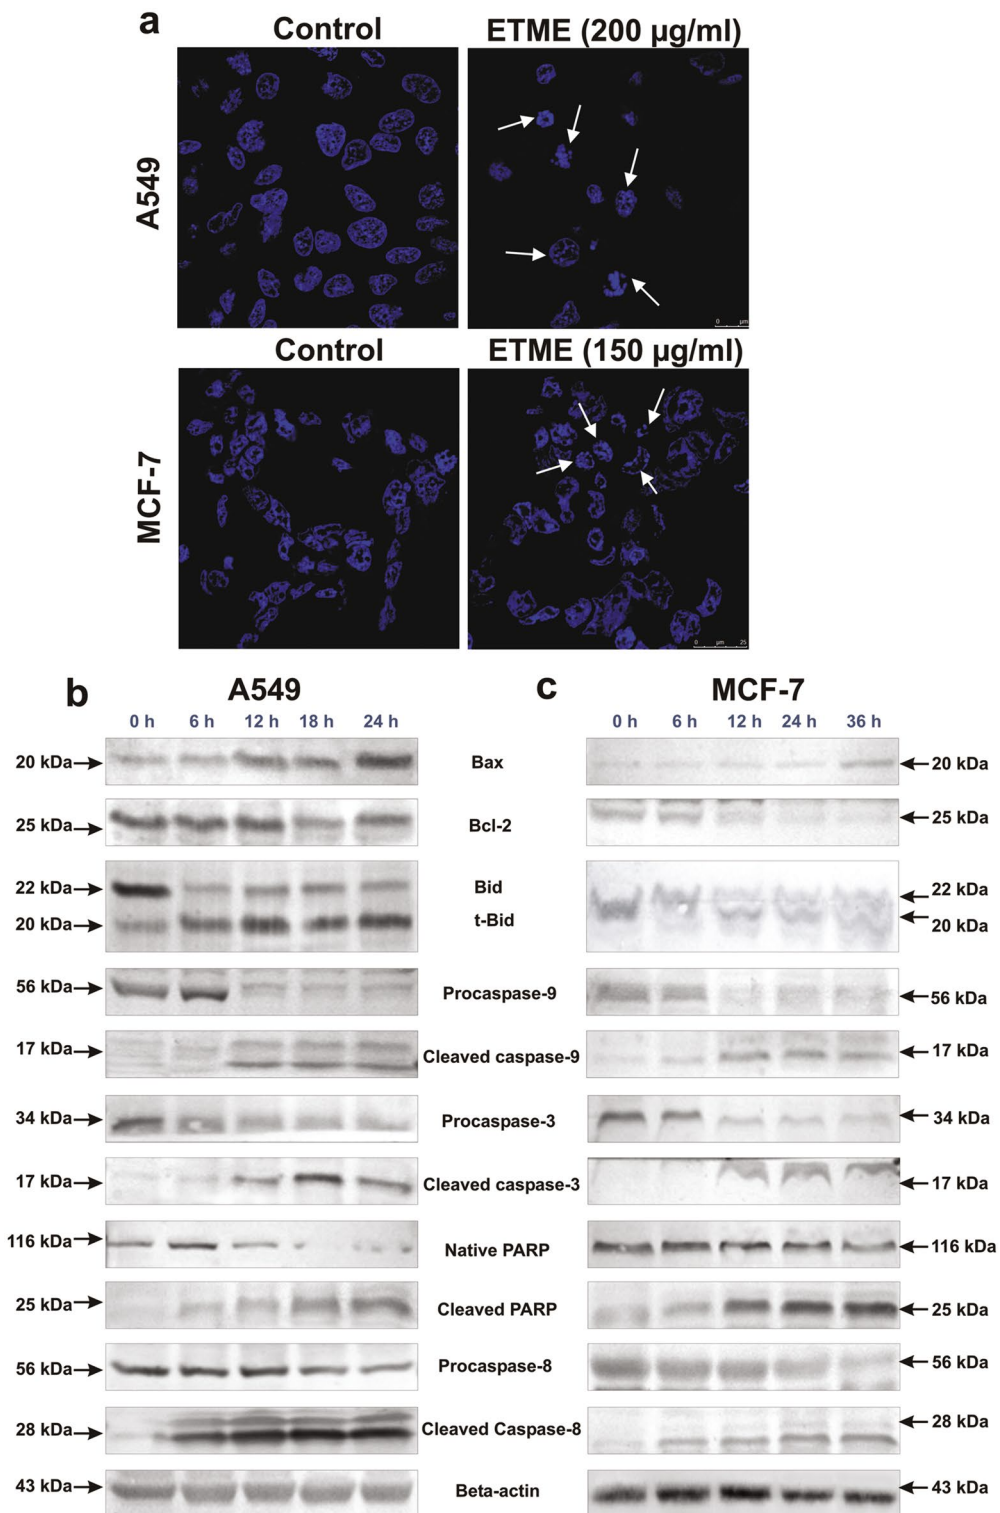 a
Control
ETME (200 µg/ml)
A549
0 µm
Control
ETME (150 µg/ml)
MCF-7
0 µm 25
b
A549
c
MCF-7
0 h 6 h 12 h 18 h 24 h
0 h 6 h 12 h 24 h 36 h
20 kDa Bax 20 kDa
25 kDa Bcl-2 25 kDa
22 kDa Bid 22 kDa
20 kDa t-Bid 20 kDa
56 kDa Procaspase-9 56 kDa
17 kDa Cleaved caspase-9 17 kDa
34 kDa Procaspase-3 34 kDa
17 kDa Cleaved caspase-3 17 kDa
116 kDa Native PARP 116 kDa
25 kDa Cleaved PARP 25 kDa
56 kDa Procaspase-8 56 kDa
28 kDa Cleaved Caspase-8 28 kDa
43 kDa Beta-actin 43 kDa